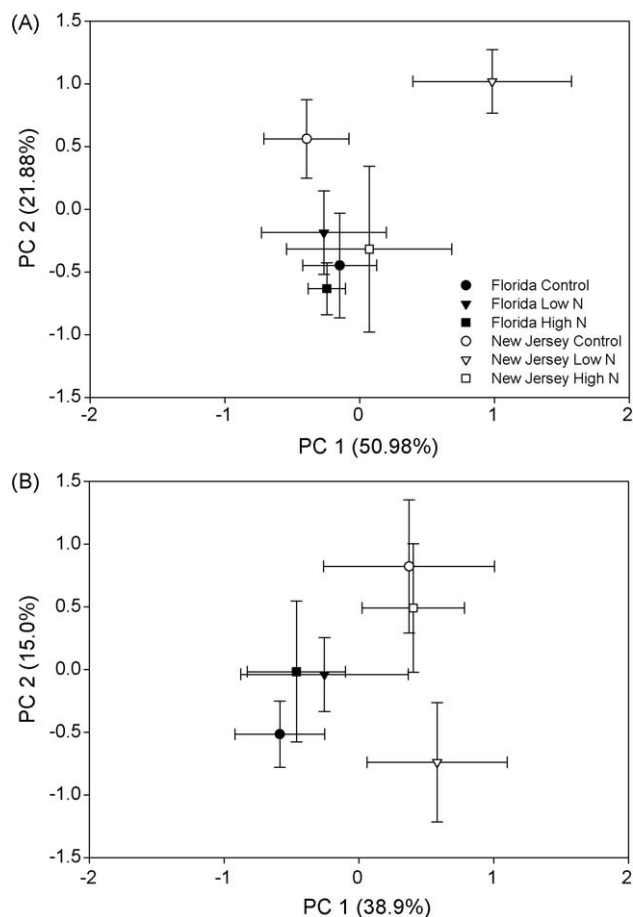 (A)
1.5
1.0
0.5
0.0
-0.5
-1.0
-1.5
PC 2 (21.88%)
Florida Control
Florida Low N
Florida High N
New Jersey Control
New Jersey Low N
New Jersey High N
-2 -1 0 1 2
PC 1 (50.98%)
(B)
1.5
1.0
0.5
0.0
-0.5
-1.0
-1.5
PC 2 (15.0%)
-2 -1 0 1 2
PC 1 (38.9%)